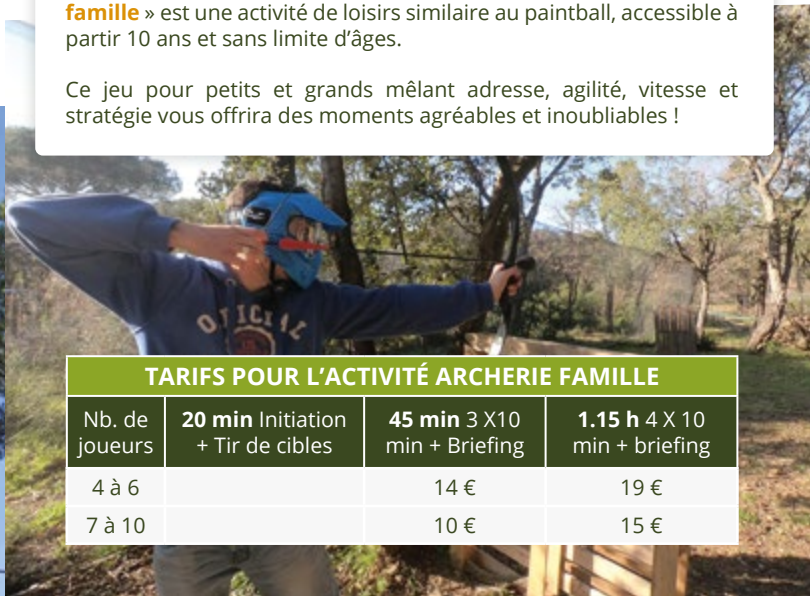 famille » est une activité de loisirs similaire au paintball, accessible à
partir 10 ans et sans limite d’âges.
Ce jeu pour petits et grands mêlant adresse, agilité, vitesse et
stratégie vous offrira des moments agréables et inoubliables !
OFFICIAL
TARIFS POUR L’ACTIVITÉ ARCHERIE FAMILLE
Nb. de joueurs
20 min Initiation + Tir de cibles
45 min 3 X10 min + Briefing
1.15 h 4 X 10 min + briefing
4 à 6 14 € 19 €
7 à 10 10 € 15 €